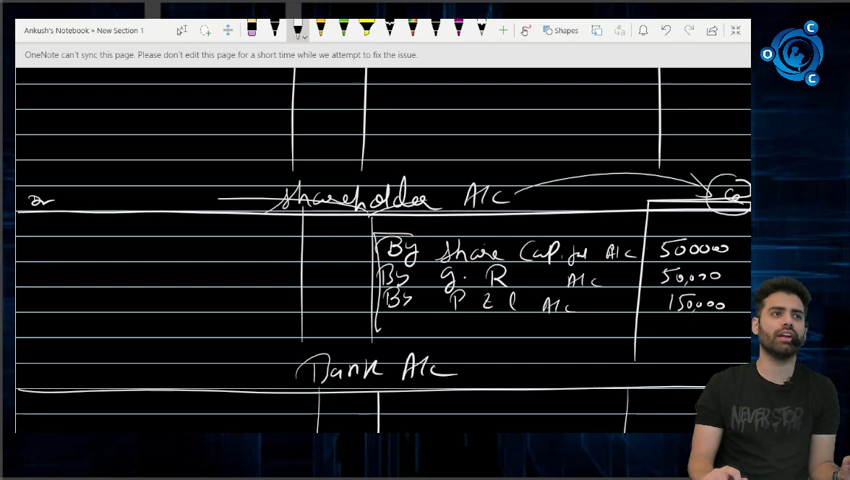 Ankush's Notebook » New Section 1
Shapes
OneNote can't sync this page. Please don't edit this page for a short time while we attempt to fix the issue.
C
O
C
Dr Shareholder A/c Cr
By Share Capital A/c 500000
By G. R A/c 50,000
By P & L A/c 150,000
Bank A/c
NEVER STOP